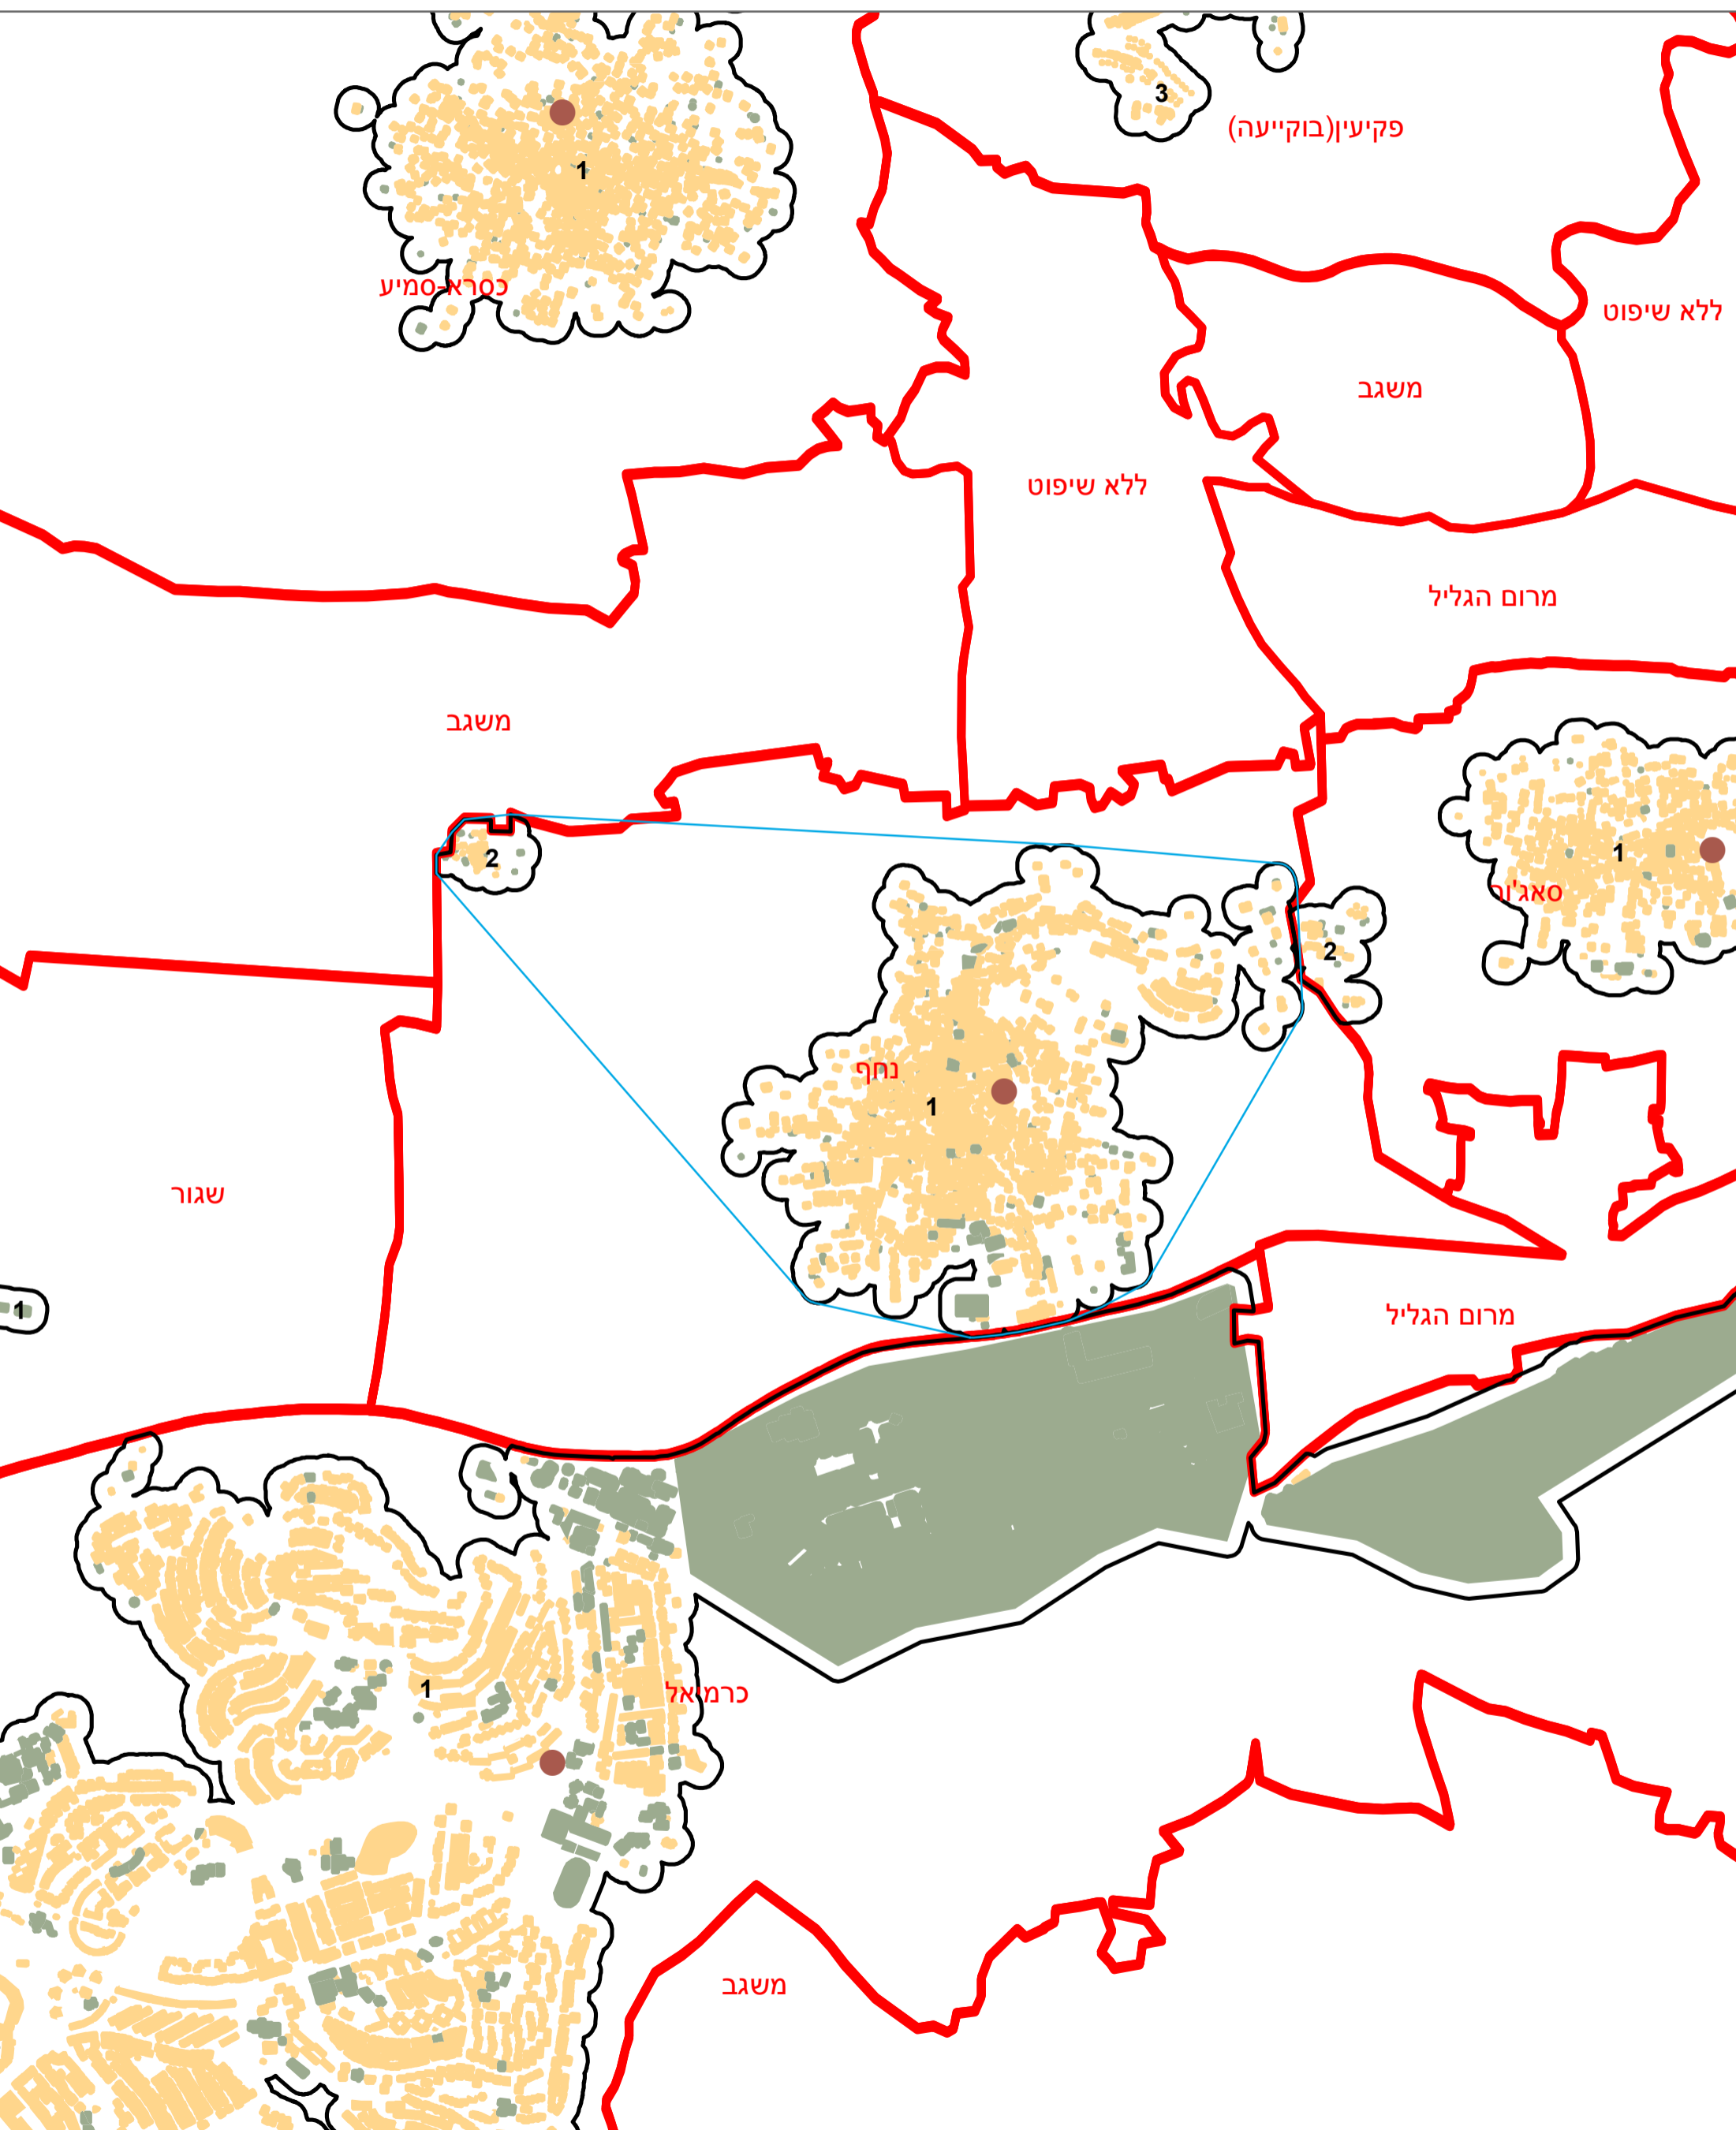 3
פקיעין(בוקייעה)
1
כסרא-סמיע
ללא שיפוט
משגב
ללא שיפוט
מרום הגליל
משגב
2
1
סאג'ור
2
נחף
1
שגור
1
מרום הגליל
1
כרמיאל
משגב